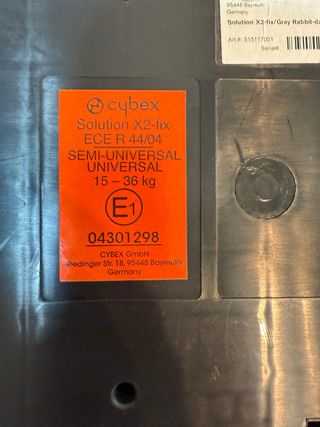 95448 Bayreuth
Germany
Solution X2-fix/Gray Rabbit-da
Art.#: 515117001
Serial#:
cybex
Solution X2-fix
ECE R 44/04
SEMI-UNIVERSAL
UNIVERSAL
15 – 36 kg
E1
04301298
CYBEX GmbH
Riedinger Str. 18, 95448 Bayreuth
Germany